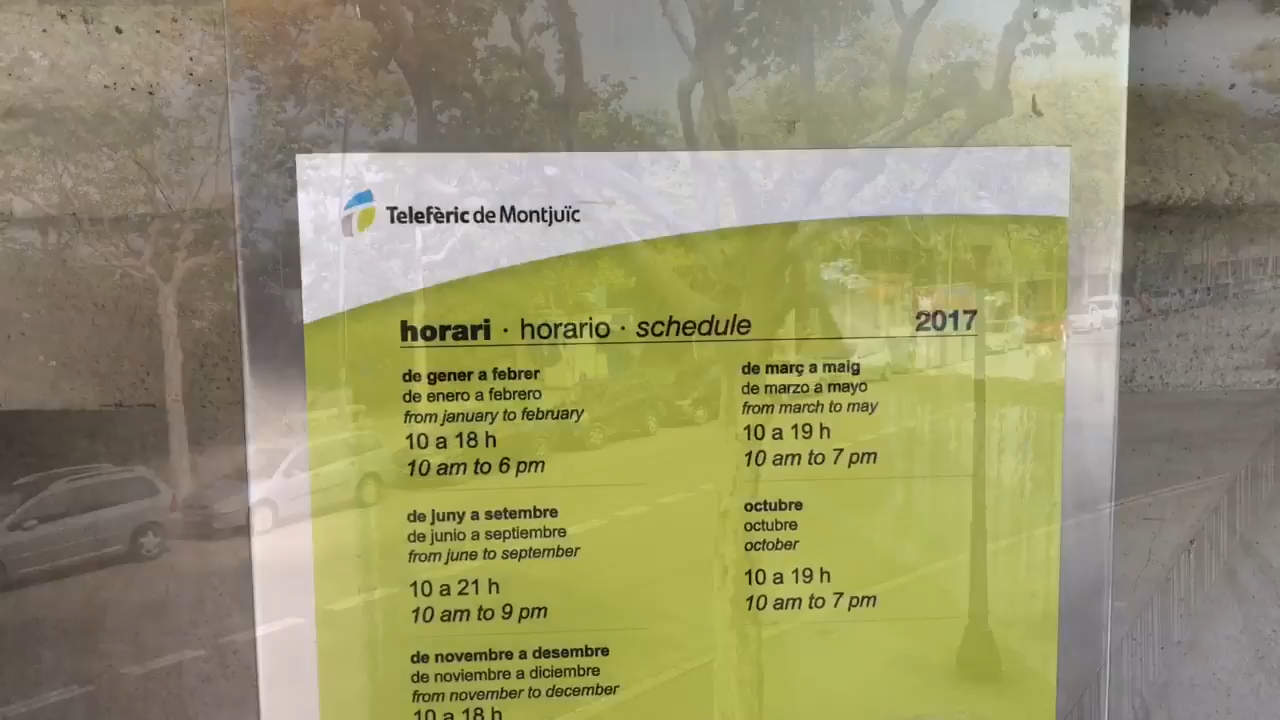 Telefèric de Montjuïc
horari · horario · schedule 2017
de gener a febrer
de enero a febrero
from january to february
10 a 18 h
10 am to 6 pm
de març a maig
de marzo a mayo
from march to may
10 a 19 h
10 am to 7 pm
de juny a setembre
de junio a septiembre
from june to september
10 a 21 h
10 am to 9 pm
octubre
octubre
october
10 a 19 h
10 am to 7 pm
de novembre a desembre
de noviembre a diciembre
from november to december
10 a 18 h